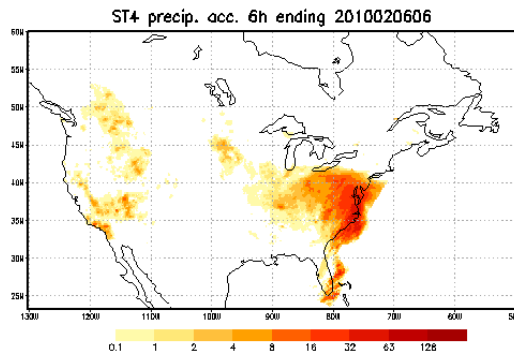 ST4 precip. acc. 6h ending 2010020606
60N
55N
50N
45N
40N
35N
30N
25N
130W 120W 110W 100W 90W 80W 70W 60W 50W
0.1 1 2 4 8 16 32 63 128